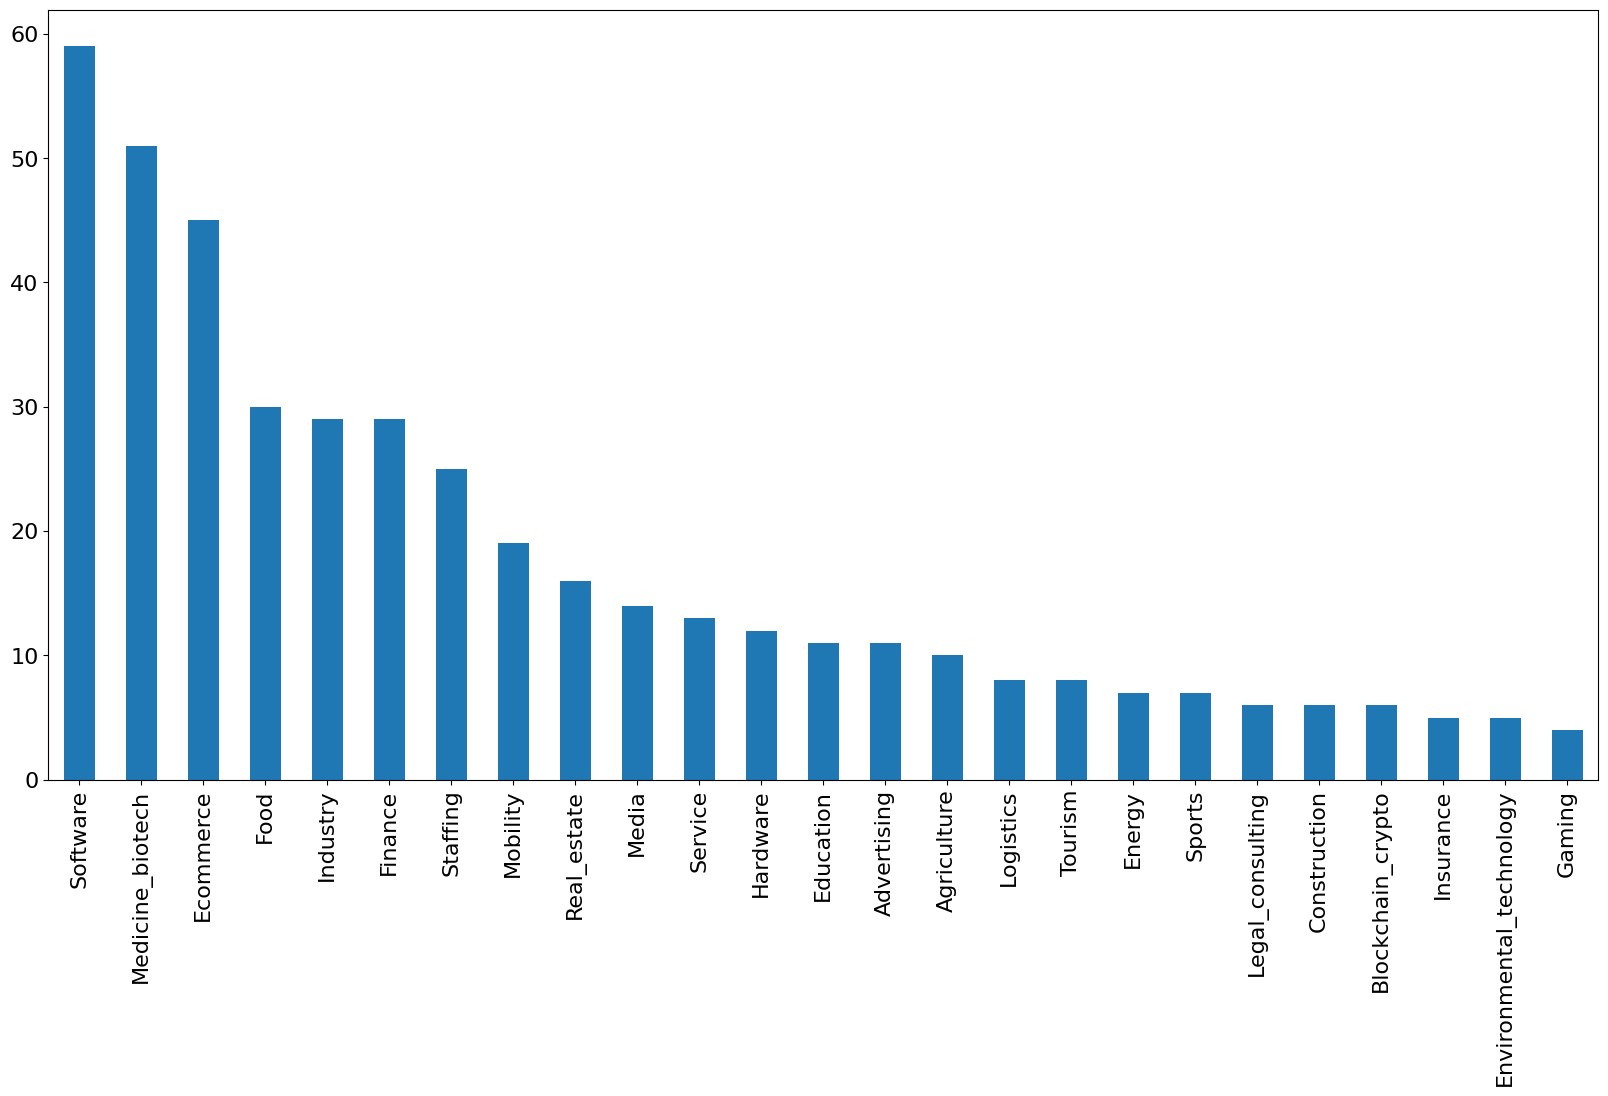 60
50
40
30
20
10
0
Software
Medicine_biotech
Ecommerce
Food
Industry
Finance
Staffing
Mobility
Real_estate
Media
Service
Hardware
Education
Advertising
Agriculture
Logistics
Tourism
Energy
Sports
Legal_consulting
Construction
Blockchain_crypto
Insurance
Environmental_technology
Gaming